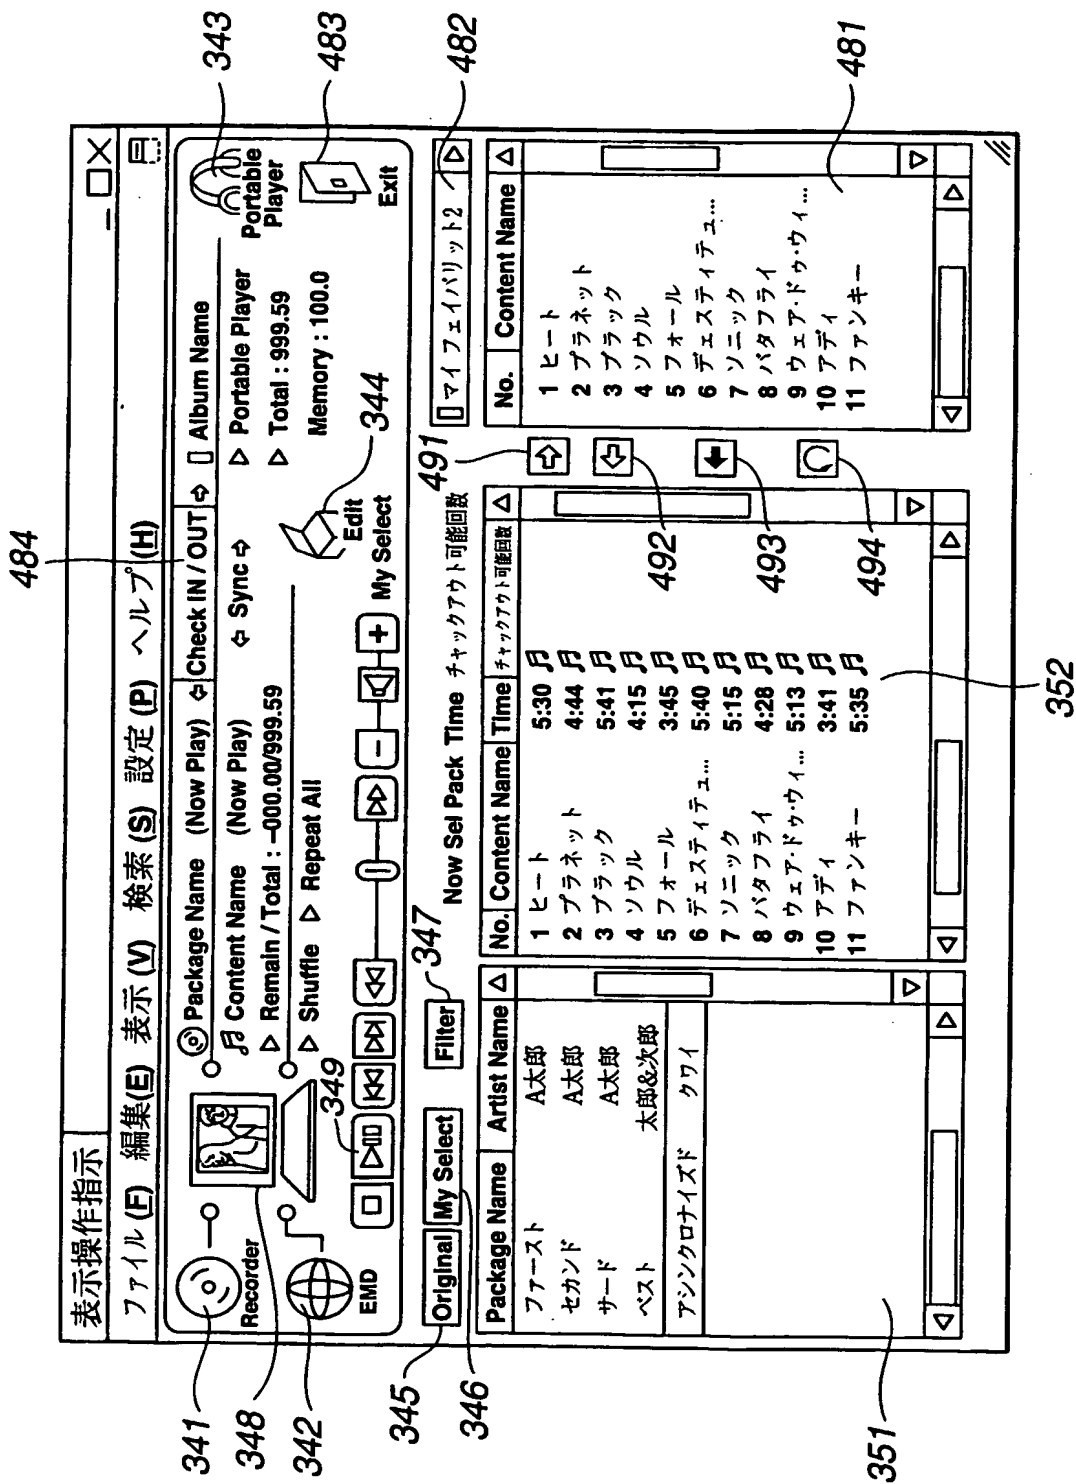 484
343
483
482
481
表示操作指示
ファイル(F) 編集(E) 表示(V) 検索(S) 設定(P) ヘルプ(H)
341
348
342
Recorder
EMD
349
Package Name (Now Play)
Check IN / OUT
Album Name
Content Name (Now Play)
Sync
Portable Player
Remain / Total : –000.00/999.59
Total : 999.59
Shuffle
Repeat All
Memory : 100.0
Portable
Player
Exit
344
Edit
My Select
345
346
347
Original
My Select
Filter
Now Sel Pack Time チャックアウト可能回数
491
マイ フェイバリット2
Package Name
Artist Name
ファースト A太郎
セカンド A太郎
サード A太郎
ベスト 太郎&次郎
アシンクロナイズド クワイ
No. Content Name Time チャックアウト可能回数
1 ヒート 5:30
2 プラネット 4:44
3 ブラック 5:41
4 ソウル 4:15
5 フォール 3:45
6 デェスティテュ... 5:40
7 ソニック 5:15
8 バタフライ 4:28
9 ウェア･ドゥ･ウィ... 5:13
10 アディ 3:41
11 ファンキー 5:35
492
493
494
No. Content Name
1 ヒート
2 プラネット
3 ブラック
4 ソウル
5 フォール
6 デェスティテュ...
7 ソニック
8 バタフライ
9 ウェア･ドゥ･ウィ...
10 アディ
11 ファンキー
351
352